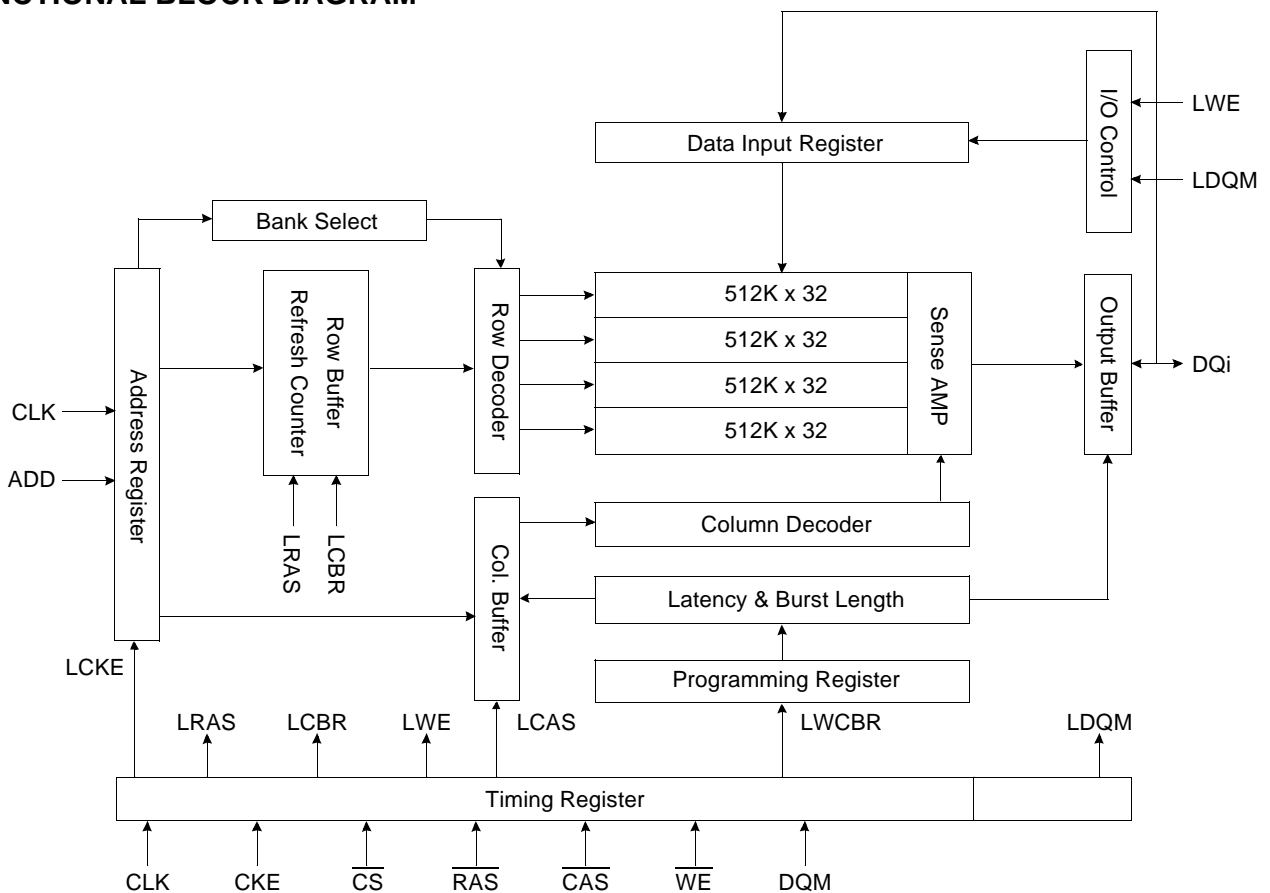 NCTIONAL BLOCK DIAGRAM
I/O Control
LWE
Data Input Register
LDQM
Bank Select
Address Register
Refresh Counter
Row Buffer
Row Decoder
512K x 32
512K x 32
512K x 32
512K x 32
Sense AMP
Output Buffer
DQi
CLK
ADD
LRAS
LCBR
Col. Buffer
Column Decoder
Latency & Burst Length
Programming Register
LCKE
LRAS
LCBR
LWE
LCAS
LWCBR
LDQM
Timing Register
CLK
CKE
CS
RAS
CAS
WE
DQM